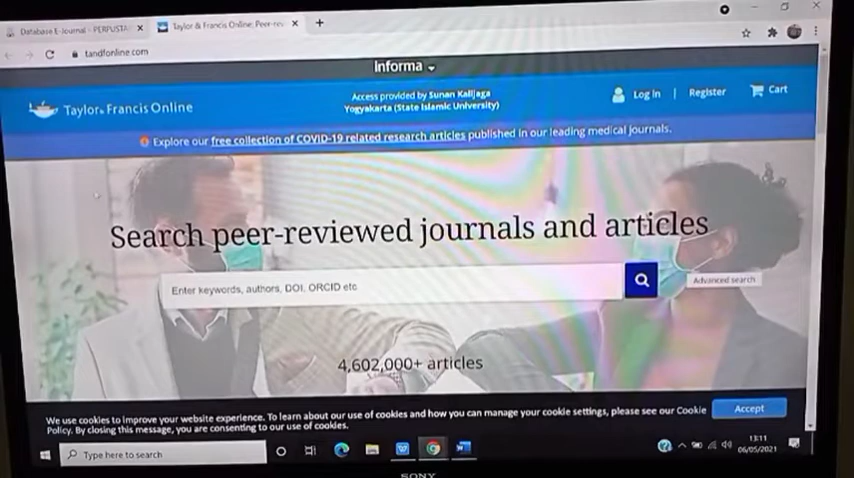 Database E-Journal - PERPUSTA
Taylor & Francis Online: Peer-rev
tandfonline.com
Informa
Taylor & Francis Online
Access provided by Sunan Kalijaga
Yogyakarta (State Islamic University)
Log in | Register
Cart
Explore our free collection of COVID-19 related research articles published in our leading medical journals.
Search peer-reviewed journals and articles
Enter keywords, authors, DOI, ORCID etc
Advanced search
4,602,000+ articles
We use cookies to improve your website experience. To learn about our use of cookies and how you can manage your cookie settings, please see our Cookie
Policy. By closing this message, you are consenting to our use of cookies.
Accept
Type here to search
13:11
06/05/2021
SONY